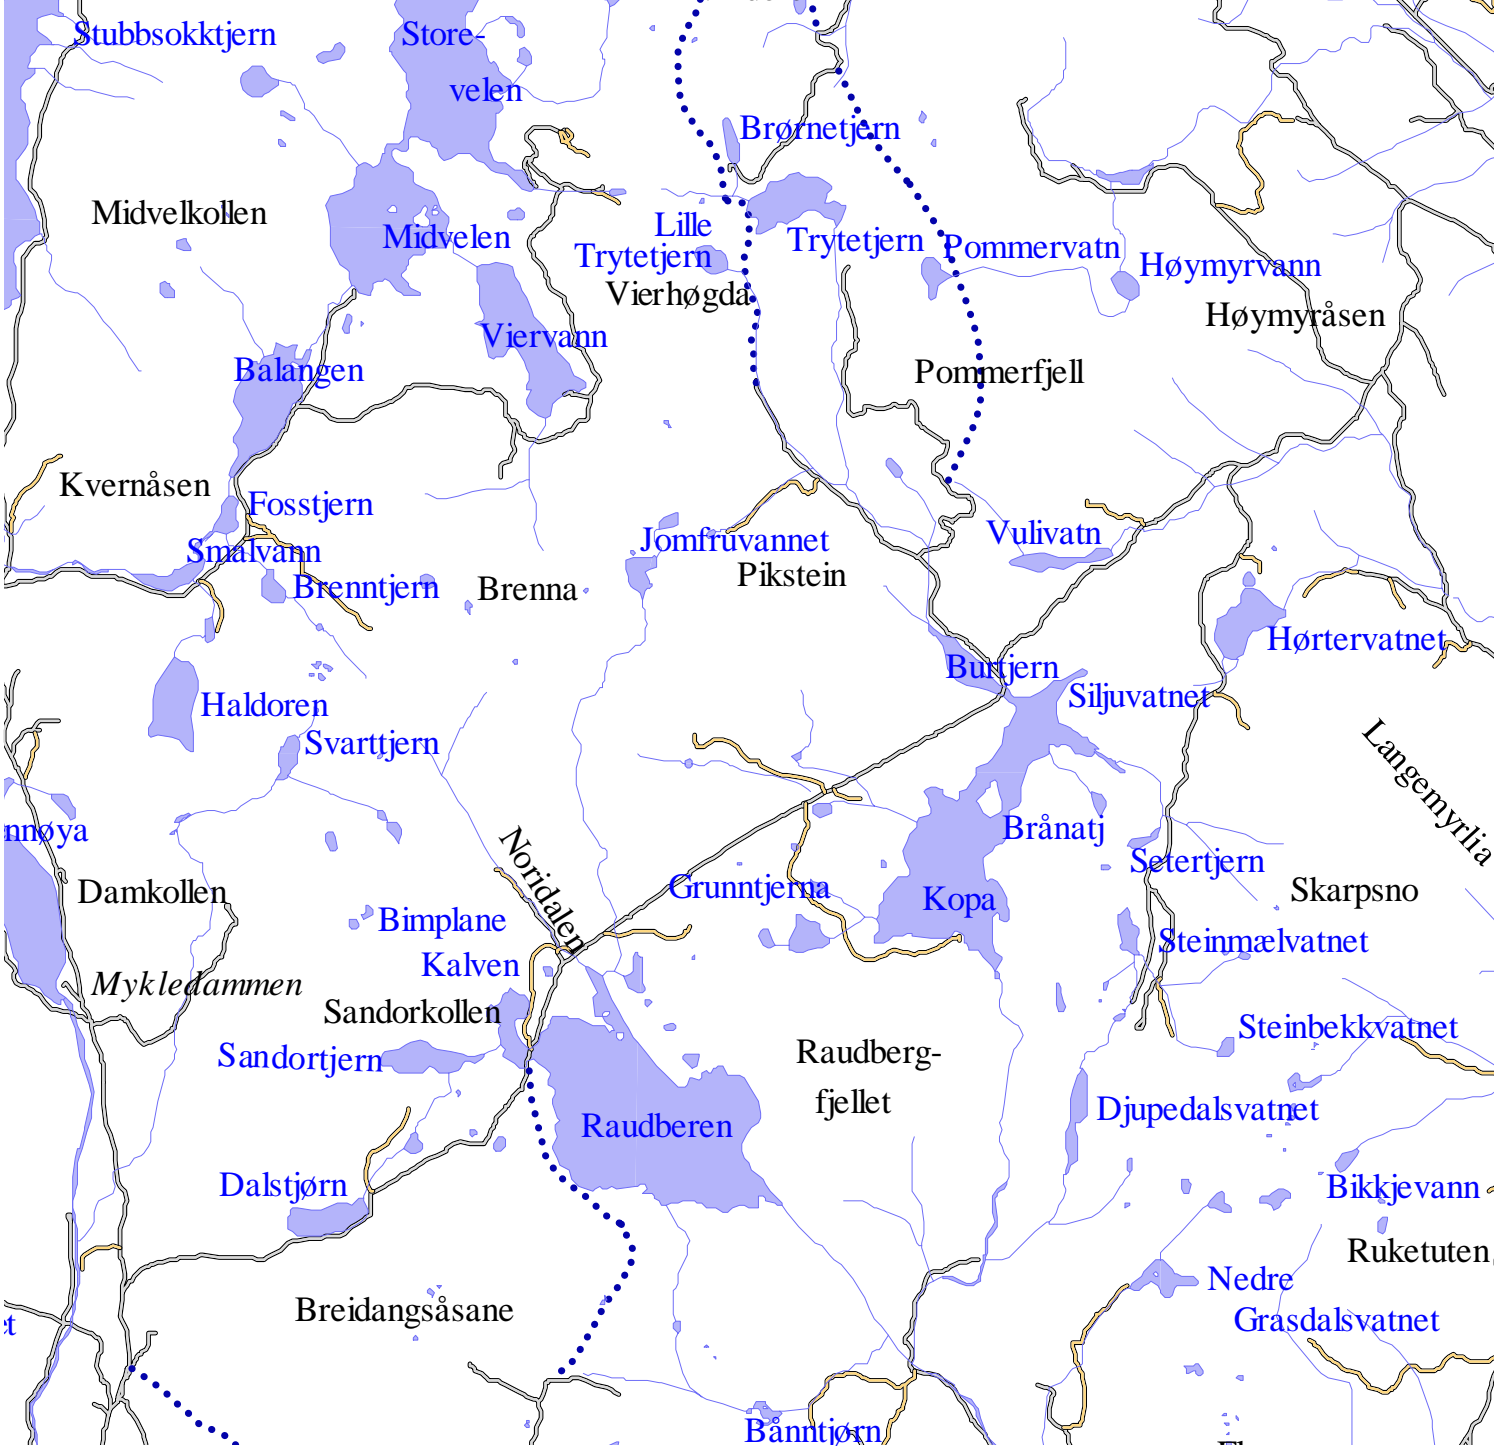 Stubbsokktjern
Store-
velen
Brørnetjern
Midvelkollen
Midvelen
Lille
Trytetjern
Trytetjern
Pommervatn
Høymyrvann
Vierhøgda
Høymyråsen
Viervann
Balangen
Pommerfjell
Kvernåsen
Fosstjern
Smalvann
Jomfruvannet
Vulivatn
Brenntjern
Brenna
Pikstein
Hørtervatnet
Burtjern
Siljuvatnet
Haldoren
Svarttjern
Langemyrlia
nnøya
Brånatj
Setertjern
Noridalen
Damkollen
Grunntjerna
Kopa
Skarpsno
Bimplane
Steinmælvatnet
Kalven
Mykledammen
Sandorkollen
Steinbekkvatnet
Sandortjern
Raudberg-
fjellet
Raudberen
Djupedalsvatnet
Dalstjørn
Bikkjevann
Ruketuten
Nedre
Grasdalsvatnet
Breidangsåsane
et
Bånntjørn